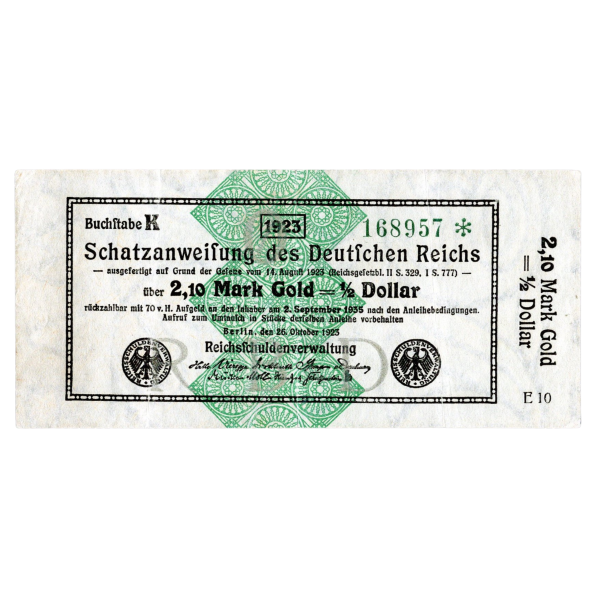 Buchſtabe K
1923
168957 *
Schatzanweiſung des Deutſchen Reichs
— ausgefertigt auf Grund der Geſetze vom 14. Auguſt 1923 (Reichsgeſetzbl. II S. 329, I S. 777) —
über 2,10 Mark Gold = ½ Dollar
rückzahlbar mit 70 v. H. Aufgeld an den Inhaber am 2. September 1935 nach den Anleihebedingungen.
Aufruf zum Umtauſch in Stücke derſelben Anleihe vorbehalten
Berlin, den 26. Oktober 1923
Reichsſchuldenverwaltung
REICHSSCHULDENVERWALTUNG
REICHSSCHULDENVERWALTUNG
2,10 Mark Gold
= ½ Dollar
E 10